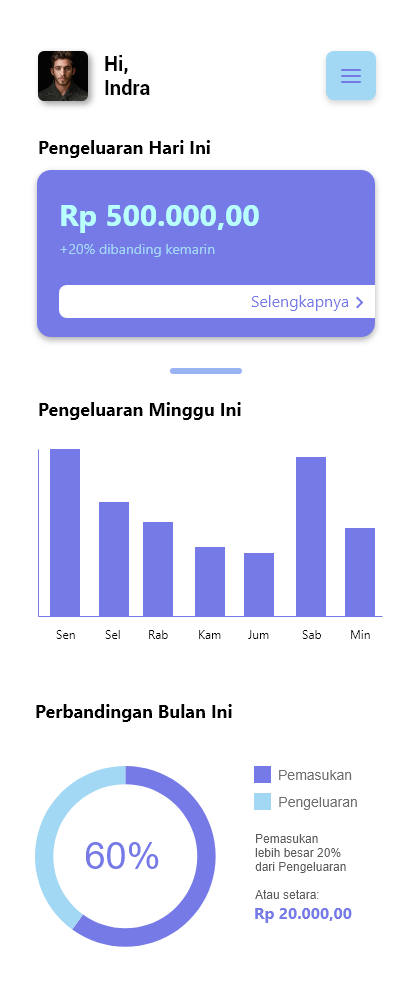 Hi,
Indra
Pengeluaran Hari Ini
Rp 500.000,00
+20% dibanding kemarin
Selengkapnya
Pengeluaran Minggu Ini
Sen Sel Rab Kam Jum Sab Min
Perbandingan Bulan Ini
60%
Pemasukan
Pengeluaran
Pemasukan
lebih besar 20%
dari Pengeluaran
Atau setara:
Rp 20.000,00